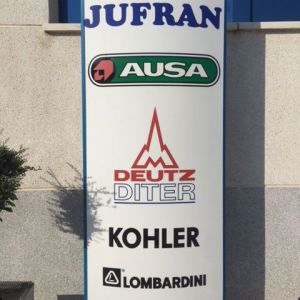 JUFRAN
AUSA
DEUTZ
DITER
KOHLER
LOMBARDINI